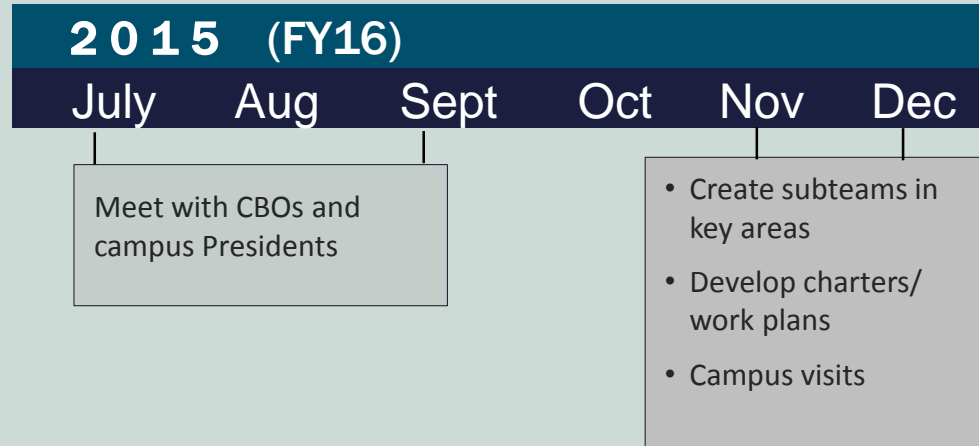 2015 (FY16)
July Aug Sept Oct Nov Dec
Meet with CBOs and
campus Presidents
• Create subteams in
key areas
• Develop charters/
work plans
• Campus visits